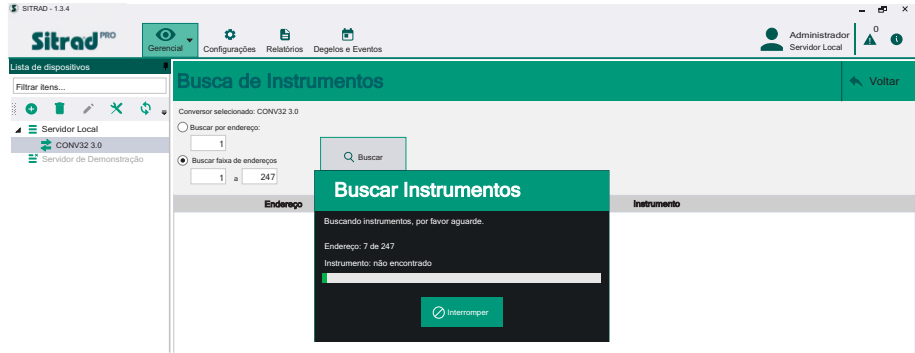 SITRAD - 1.3.4
Sitrad PRO
Gerencial
Configurações
Relatórios
Degelos e Eventos
Administrador
Servidor Local
0
Lista de dispositivos
Filtrar itens...
Busca de Instrumentos
Voltar
Servidor Local
CONV32 3.0
Servidor de Demonstração
Conversor selecionado: CONV32 3.0
Buscar por endereço:
1
Buscar faixa de endereços
1 a 247
Buscar
Endereço
Instrumento
Buscar Instrumentos
Buscando instrumentos, por favor aguarde.
Endereço: 7 de 247
Instrumento: não encontrado
Interromper